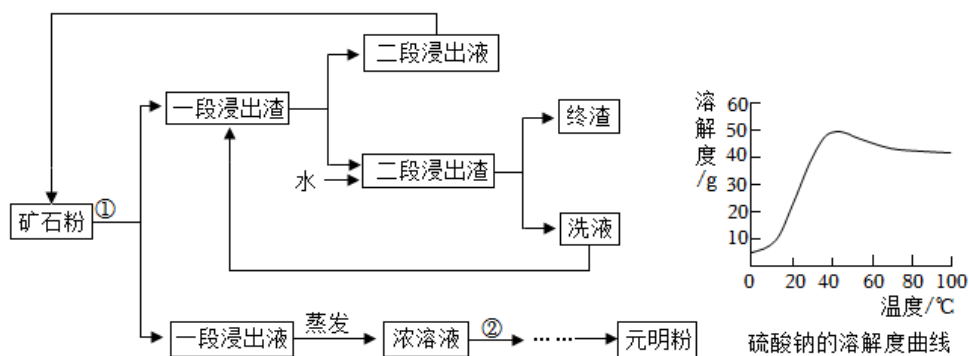 二段浸出液
一段浸出渣
终渣
水
二段浸出渣
矿石粉
①
洗液
一段浸出液
蒸发
浓溶液
②
……
元明粉
溶解度/g
60
50
40
30
20
10
0 20 40 60 80 100
温度/℃
硫酸钠的溶解度曲线